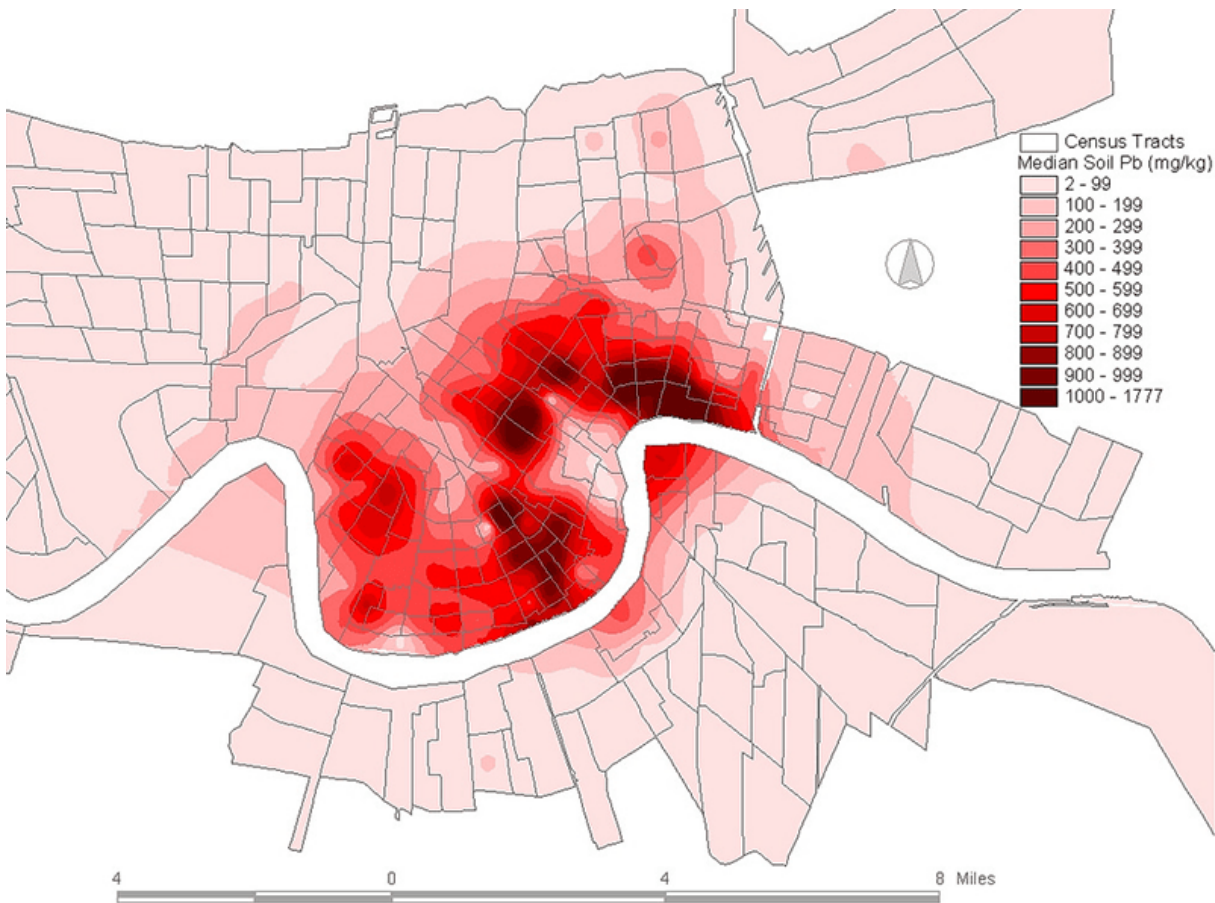 Census Tracts
Median Soil Pb (mg/kg)
2 - 99
100 - 199
200 - 299
300 - 399
400 - 499
500 - 599
600 - 699
700 - 799
800 - 899
900 - 999
1000 - 1777
4 0 4 8 Miles